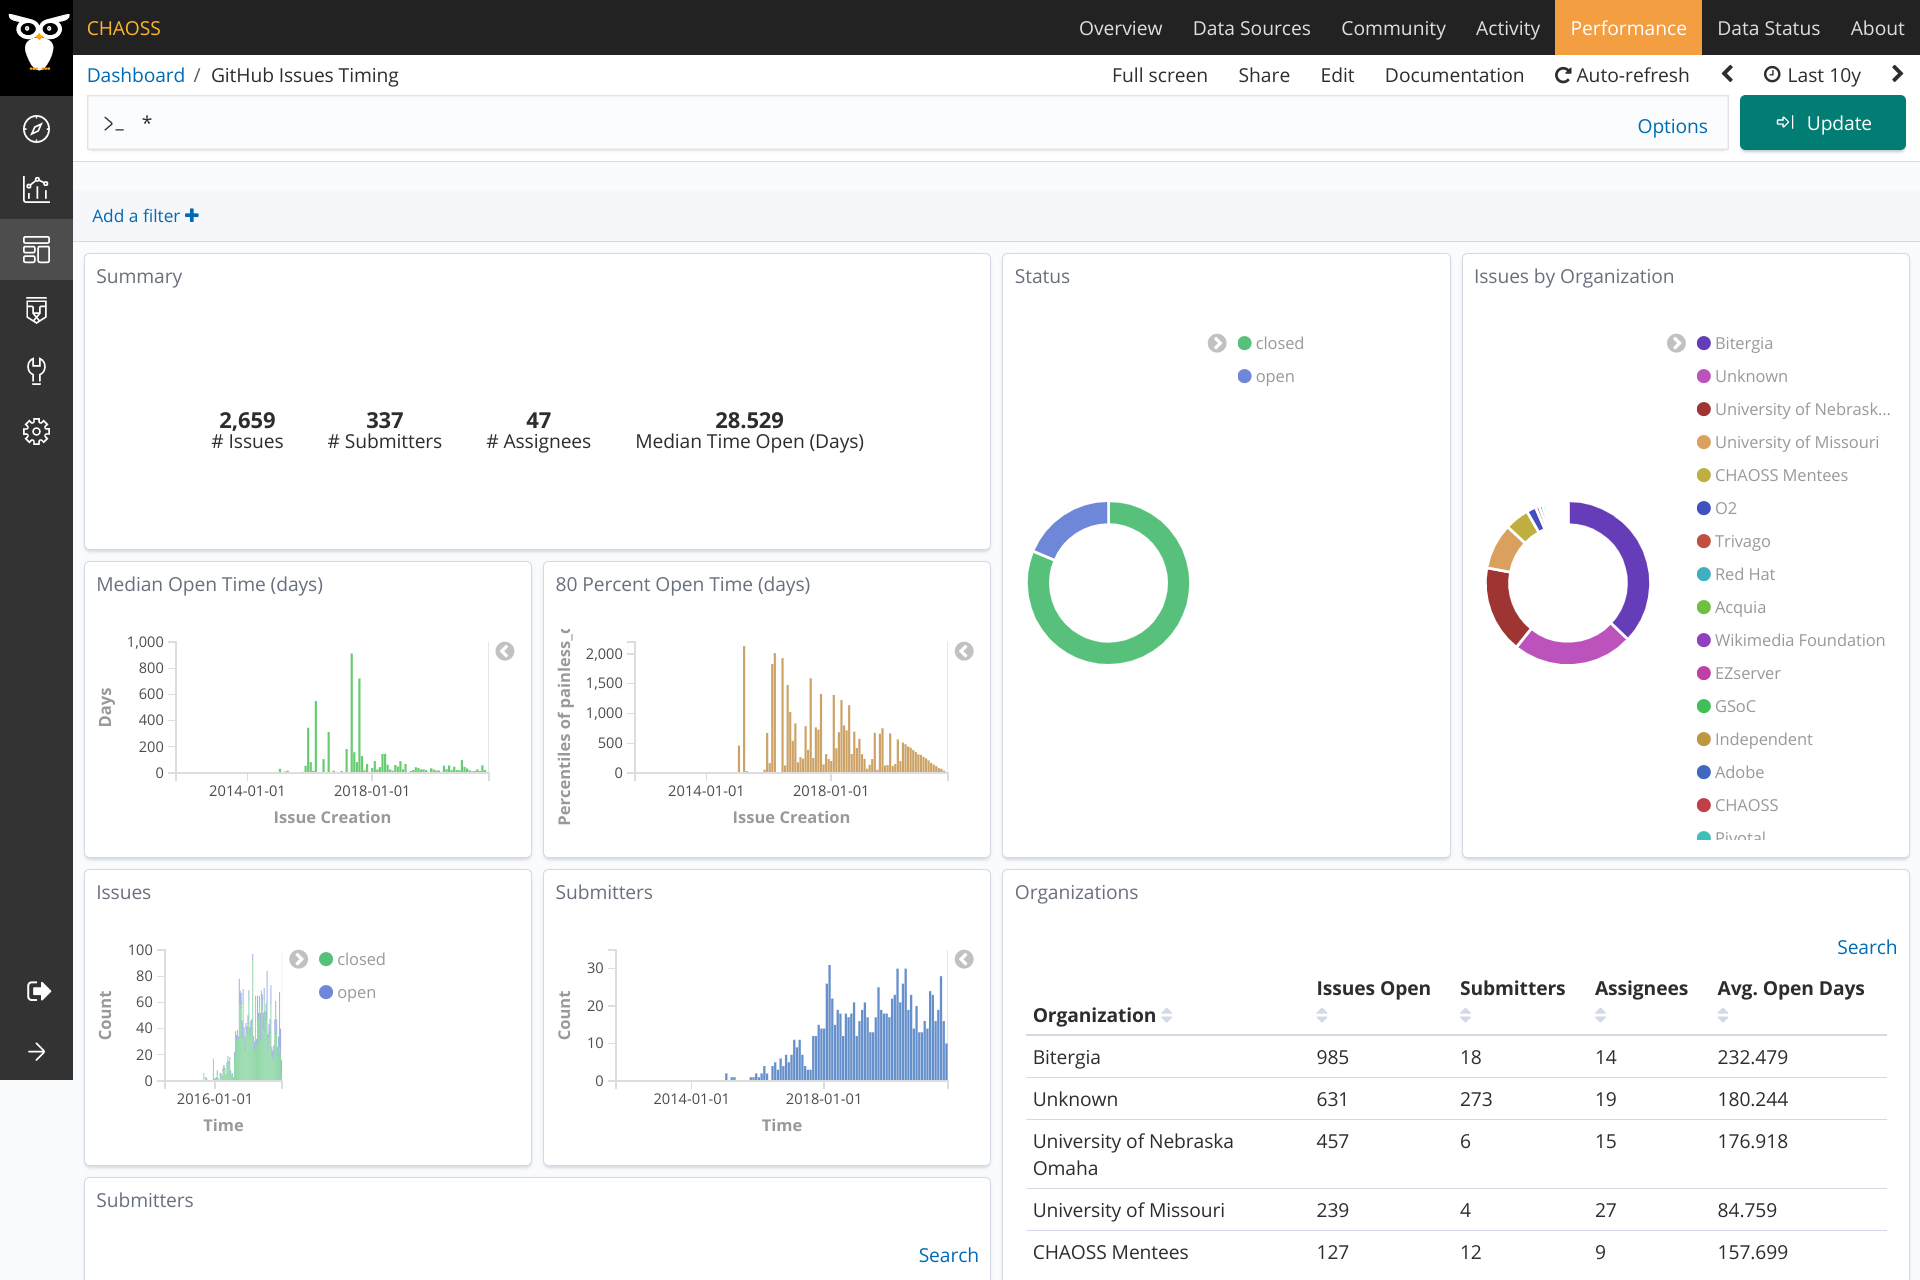 CHAOSS
Overview
Data Sources
Community
Activity
Performance
Data Status
About
Dashboard / GitHub Issues Timing
Full screen
Share
Edit
Documentation
Auto-refresh
Last 10y
>_ *
Options
Update
Add a filter
Summary
2,659
# Issues
337
# Submitters
47
# Assignees
28.529
Median Time Open (Days)
Status
closed
open
Issues by Organization
Bitergia
Unknown
University of Nebrask...
University of Missouri
CHAOSS Mentees
O2
Trivago
Red Hat
Acquia
Wikimedia Foundation
EZserver
GSoC
Independent
Adobe
CHAOSS
Pivotal
Median Open Time (days)
Days
1,000
800
600
400
200
0
2014-01-01
2018-01-01
Issue Creation
80 Percent Open Time (days)
Percentiles of painless_
2,000
1,500
1,000
500
0
2014-01-01
2018-01-01
Issue Creation
Issues
Count
100
80
60
40
20
0
2016-01-01
Time
closed
open
Submitters
Count
30
20
10
0
2014-01-01
2018-01-01
Time
Organizations
Search
Organization Issues Open Submitters Assignees Avg. Open Days
Bitergia 985 18 14 232.479
Unknown 631 273 19 180.244
University of Nebraska
Omaha 457 6 15 176.918
University of Missouri 239 4 27 84.759
CHAOSS Mentees 127 12 9 157.699
Submitters
Search